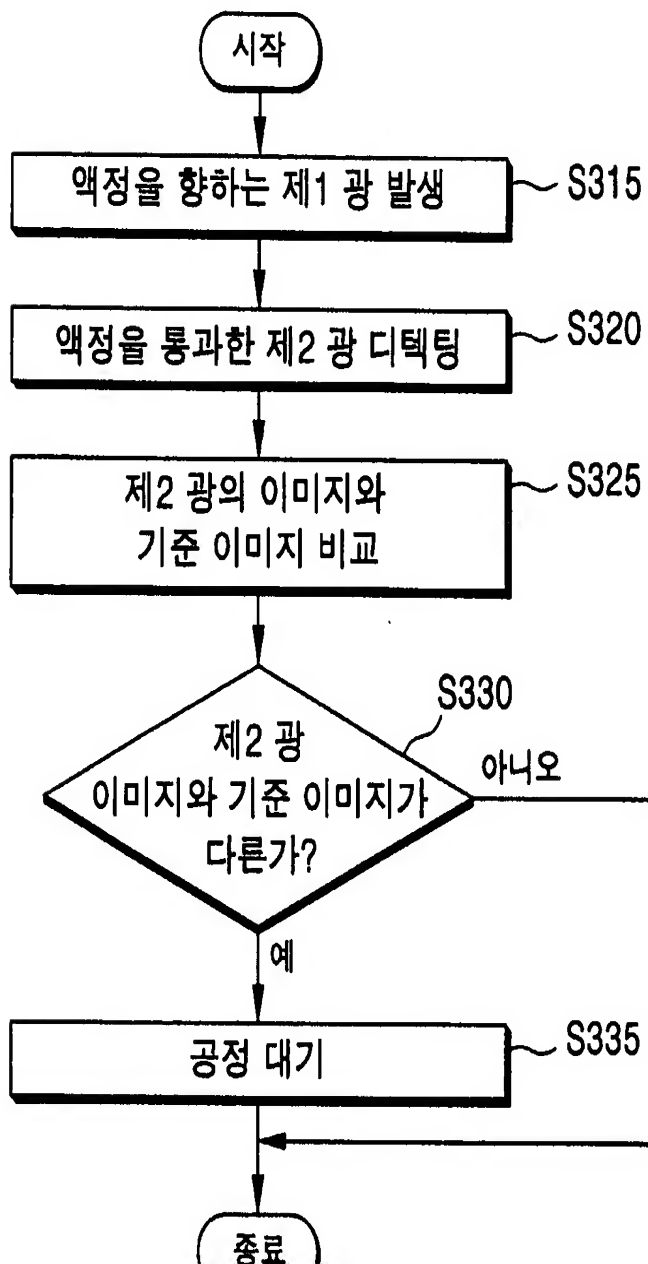 시작
액정을 향하는 제1 광 발생
S315
액정을 통과한 제2 광 디텍팅
S320
제2 광의 이미지와
기준 이미지 비교
S325
S330
제2 광
이미지와 기준 이미지가
다른가?
아니오
예
공정 대기
S335
종료